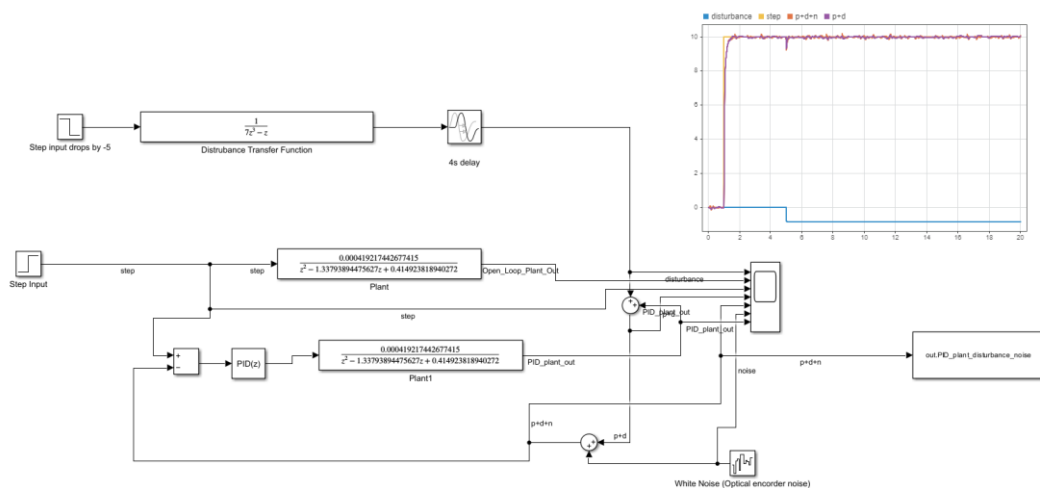 disturbance step p+d+n p+d
10
8
6
4
2
0
0 2 4 6 8 10 12 14 16 18 20
1
7z³ − z
Step input drops by -5
Distrubance Transfer Function
4s delay
0.000419217442677415
z² − 1.33793894475627z + 0.414923818940272
step
step
Open_Loop_Plant_Out
Step Input
Plant
disturbance
+
+
PID_plant_out
step
PID_plant_out
+
−
PID(z)
0.000419217442677415
z² − 1.33793894475627z + 0.414923818940272
PID_plant_out
Plant1
out.PID_plant_disturbance_noise
p+d+n
noise
p+d+n
p+d
+
+
White Noise (Optical encorder noise)